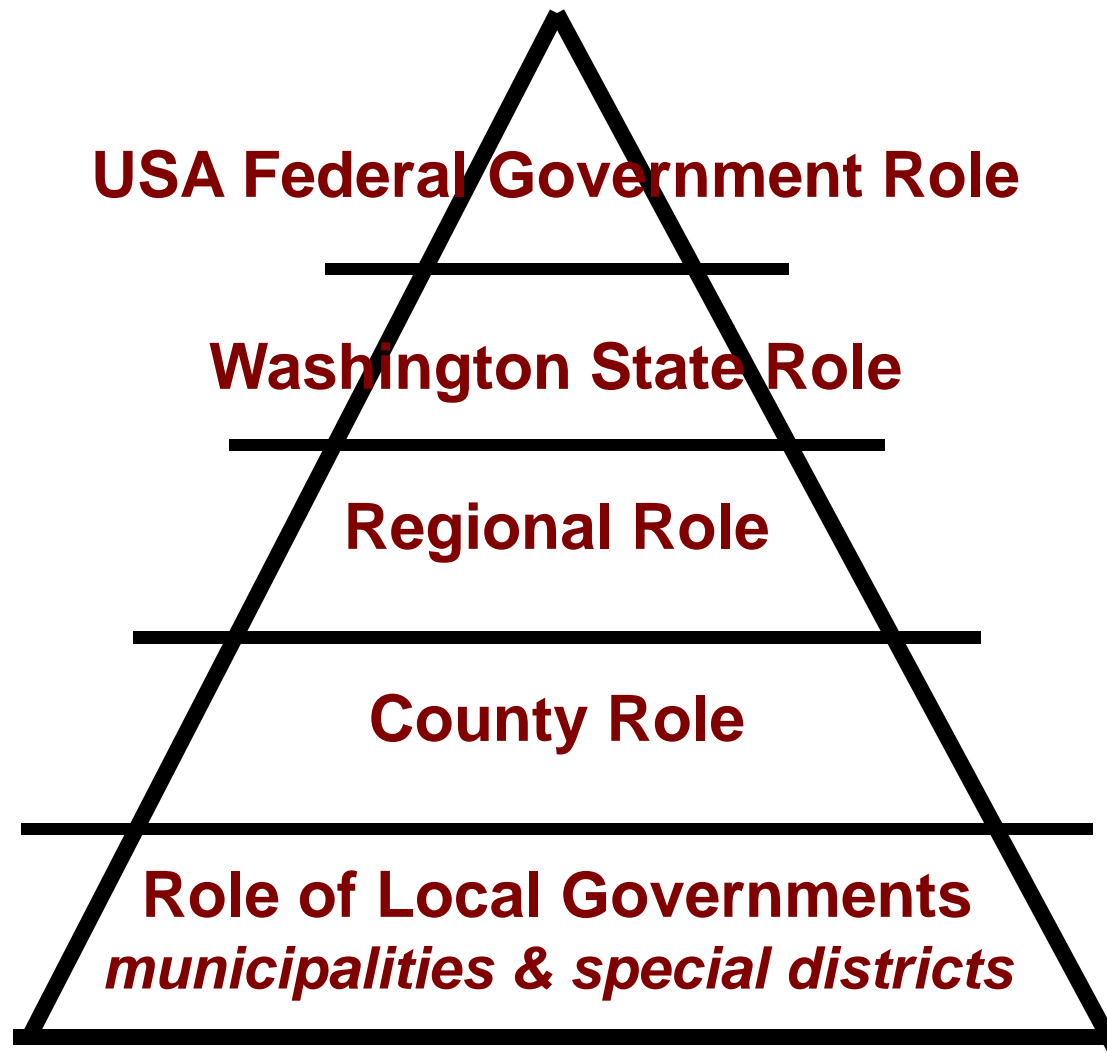 USA Federal Government Role
Washington State Role
Regional Role
County Role
Role of Local Governments
municipalities & special districts